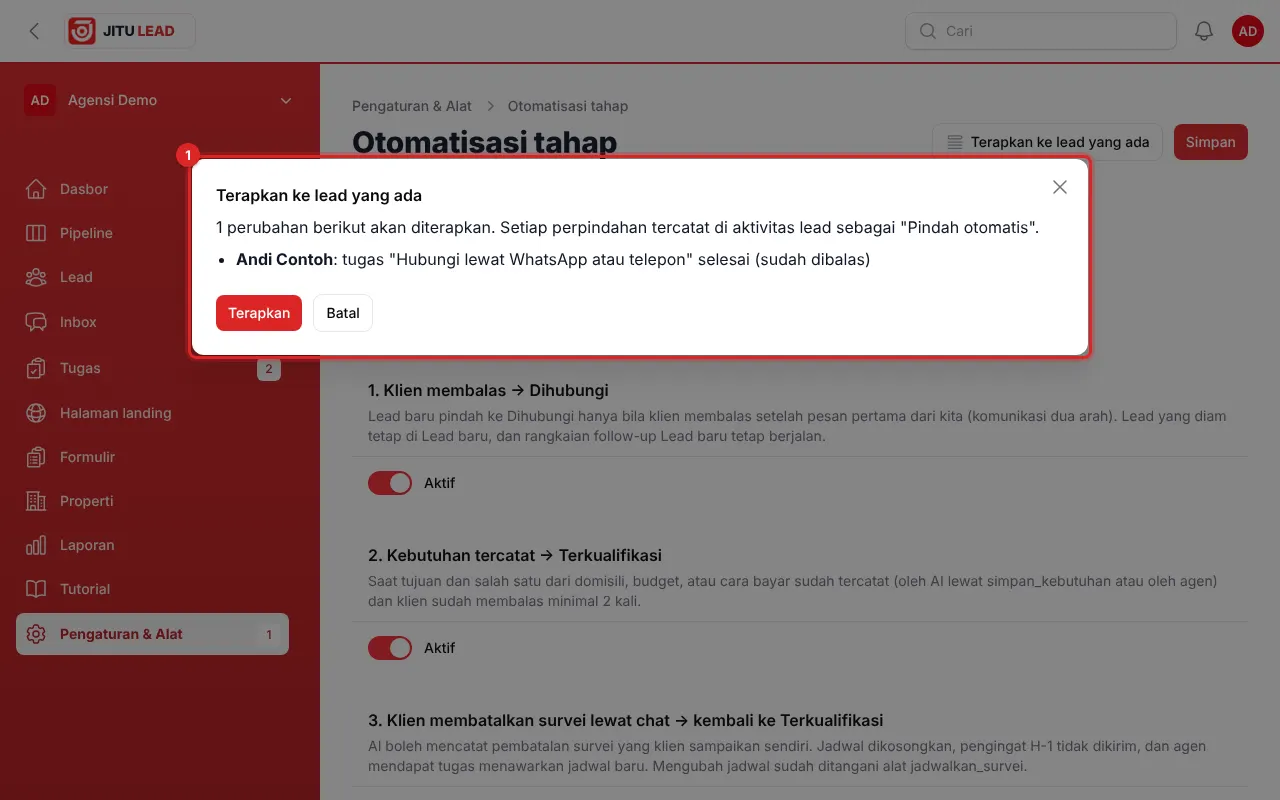 JITU LEAD
Cari
AD
AD
Agensi Demo
Dasbor
Pipeline
Lead
Inbox
Tugas
2
Halaman landing
Formulir
Properti
Laporan
Tutorial
Pengaturan & Alat
1
Pengaturan & Alat
Otomatisasi tahap
Otomatisasi tahap
Terapkan ke lead yang ada
Simpan
1
Terapkan ke lead yang ada
1 perubahan berikut akan diterapkan. Setiap perpindahan tercatat di aktivitas lead sebagai "Pindah otomatis".
• Andi Contoh: tugas "Hubungi lewat WhatsApp atau telepon" selesai (sudah dibalas)
Terapkan
Batal
1. Klien membalas → Dihubungi
Lead baru pindah ke Dihubungi hanya bila klien membalas setelah pesan pertama dari kita (komunikasi dua arah). Lead yang diam
tetap di Lead baru, dan rangkaian follow-up Lead baru tetap berjalan.
Aktif
2. Kebutuhan tercatat → Terkualifikasi
Saat tujuan dan salah satu dari domisili, budget, atau cara bayar sudah tercatat (oleh AI lewat simpan_kebutuhan atau oleh agen)
dan klien sudah membalas minimal 2 kali.
Aktif
3. Klien membatalkan survei lewat chat → kembali ke Terkualifikasi
AI boleh mencatat pembatalan survei yang klien sampaikan sendiri. Jadwal dikosongkan, pengingat H-1 tidak dikirim, dan agen
mendapat tugas menawarkan jadwal baru. Mengubah jadwal sudah ditangani alat jadwalkan_survei.